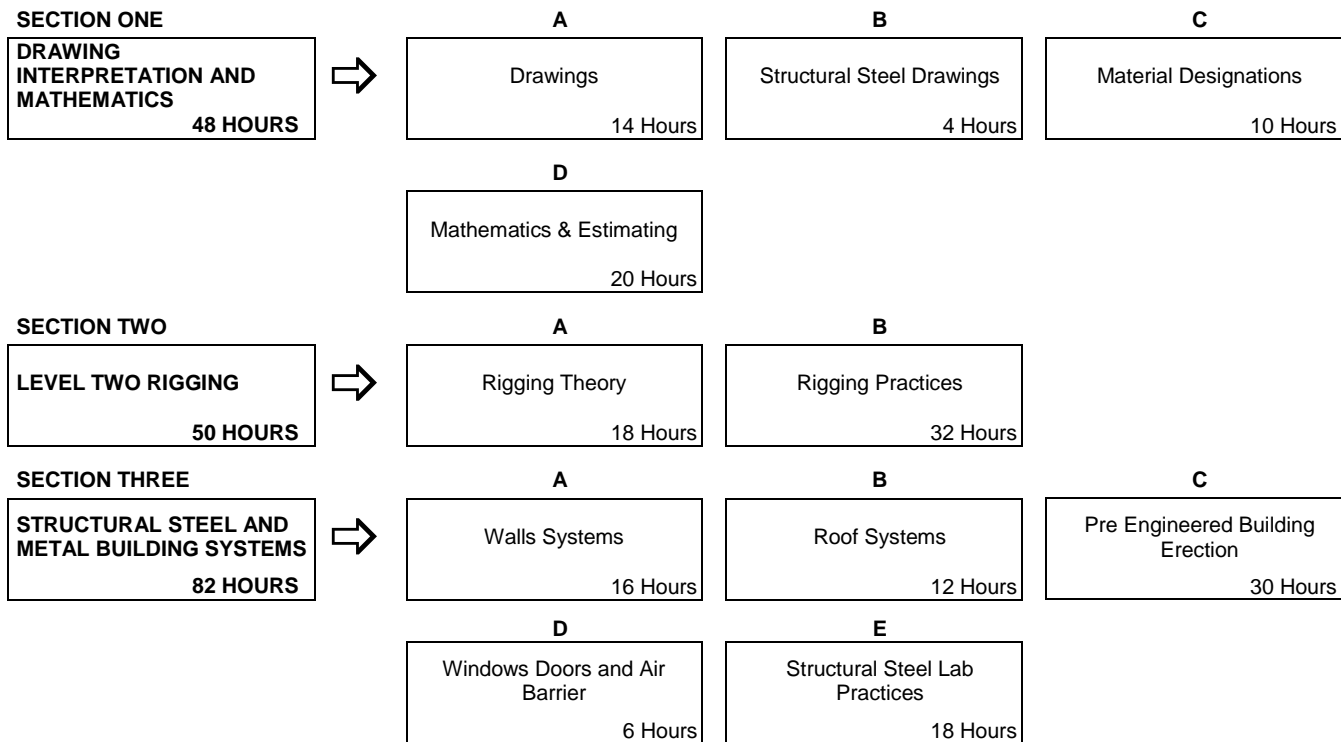 SECTION ONE
A
B
C
DRAWING
INTERPRETATION AND
MATHEMATICS
48 HOURS
Drawings
14 Hours
Structural Steel Drawings
4 Hours
Material Designations
10 Hours
D
Mathematics & Estimating
20 Hours
SECTION TWO
A
B
LEVEL TWO RIGGING
50 HOURS
Rigging Theory
18 Hours
Rigging Practices
32 Hours
SECTION THREE
A
B
C
STRUCTURAL STEEL AND
METAL BUILDING SYSTEMS
82 HOURS
Walls Systems
16 Hours
Roof Systems
12 Hours
Pre Engineered Building
Erection
30 Hours
D
E
Windows Doors and Air
Barrier
6 Hours
Structural Steel Lab
Practices
18 Hours